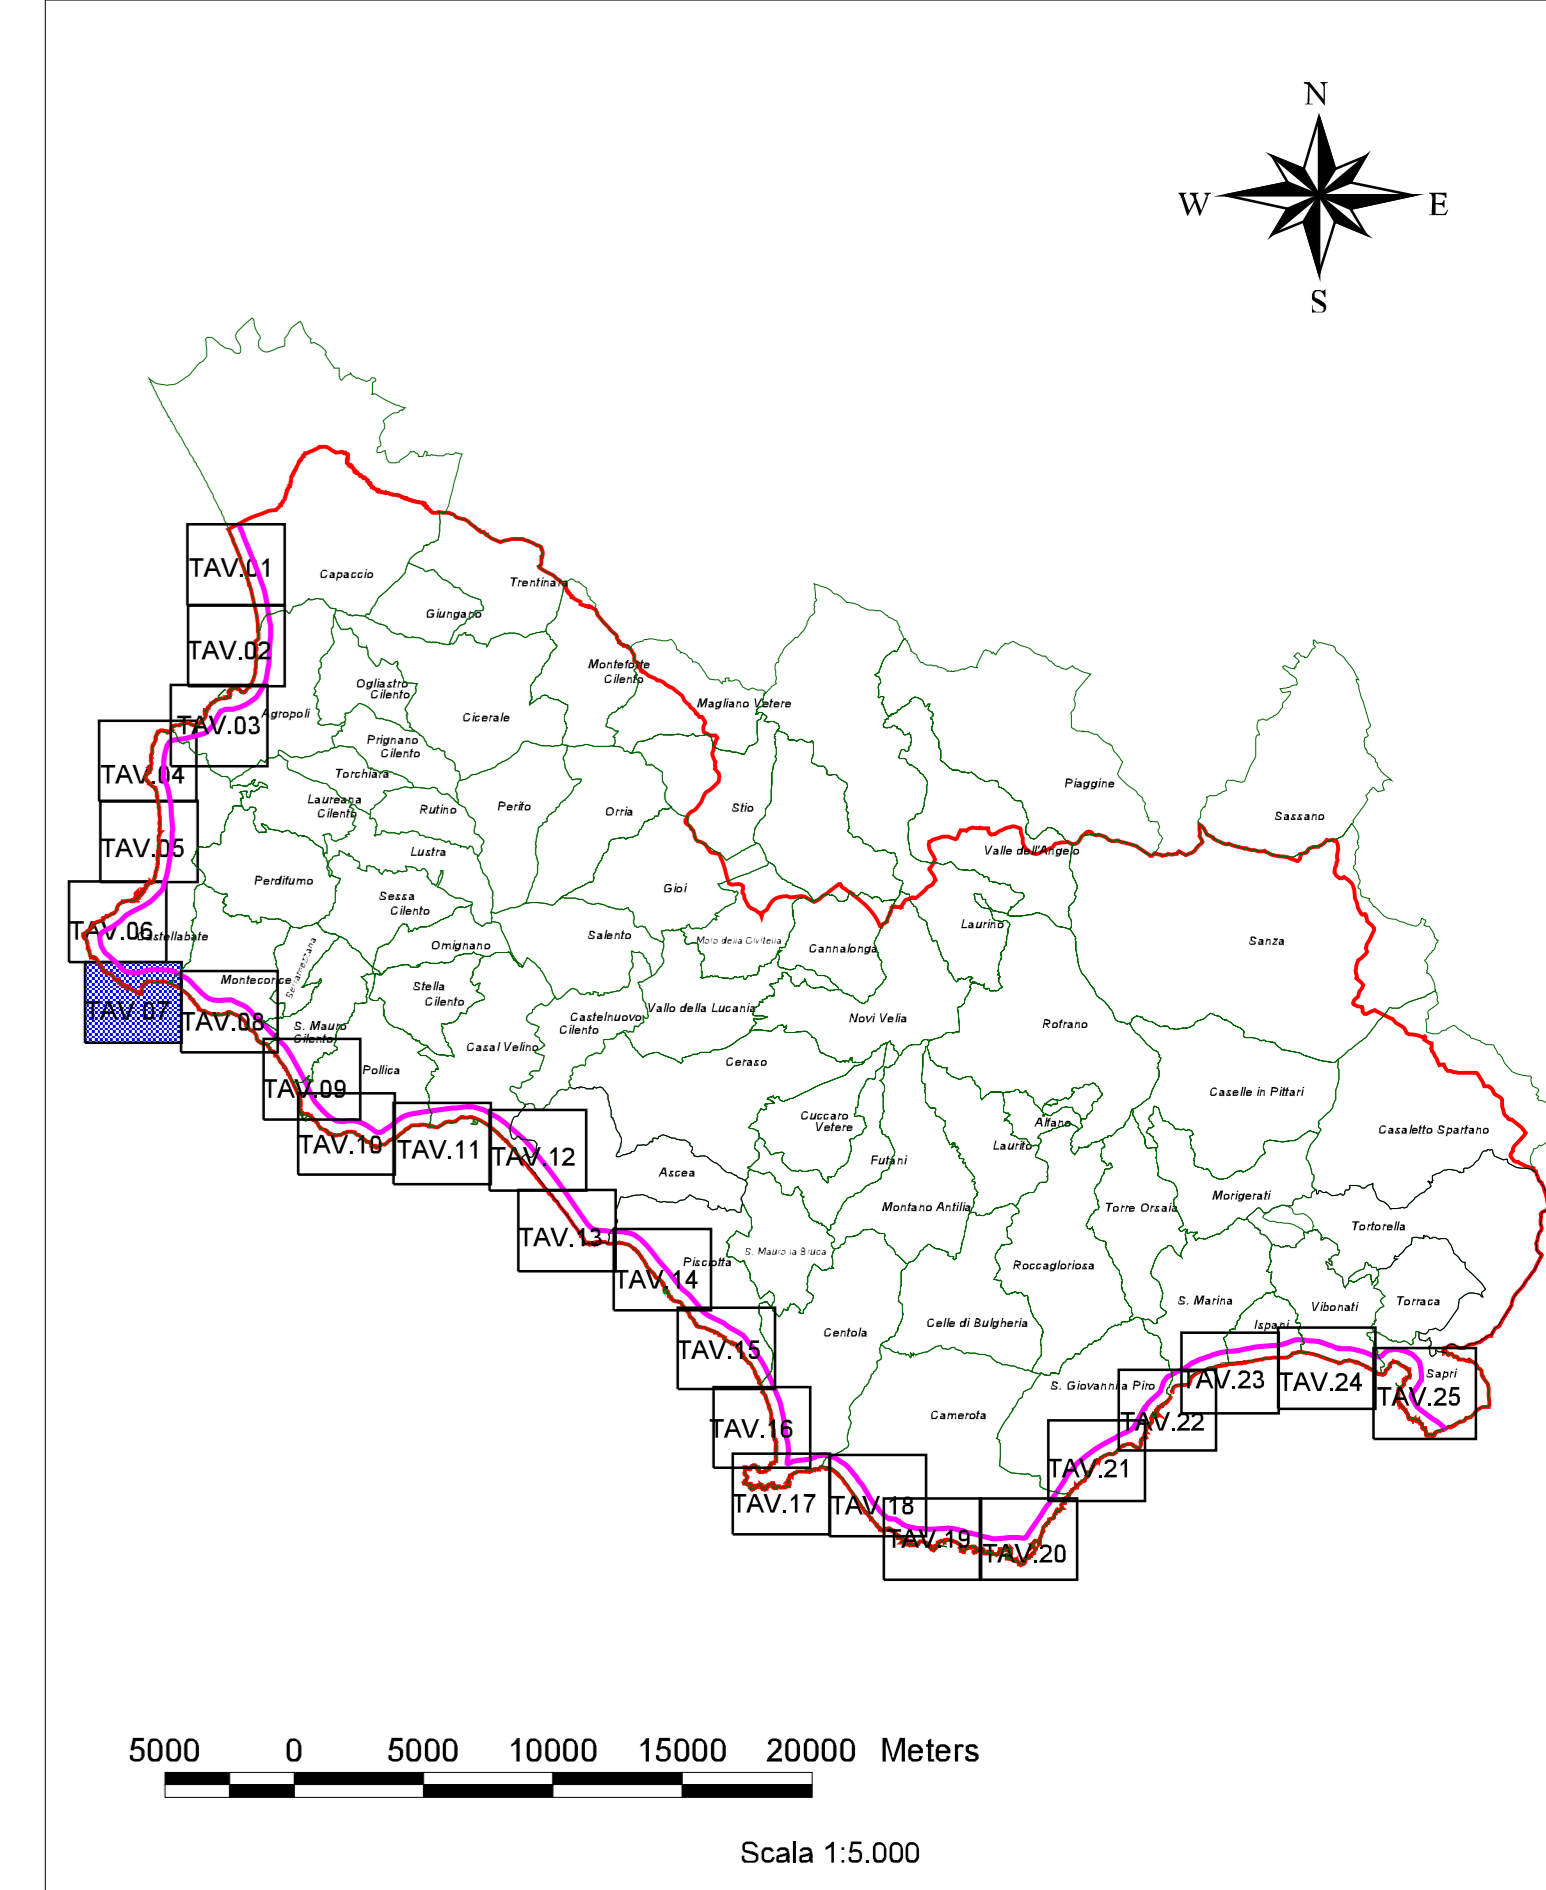 N
W E
S
TAV.01
Capaccio
Trentinara
Giungano
TAV.02
Monteforte
Cilento
Ogliastro
Cilento
Magliano Vetere
Agropoli
Cicerale
TAV.03
Prignano
Cilento
TAV.04
Torchiara
Piaggine
Laureana
Cilento
Rutino
Perito
Orria
Stio
Sassano
TAV.05
Lustra
Valle dell'Angelo
Perdifumo
Gioi
Sessa
Cilento
Laurino
TAV.06
Castellabate
Omignano
Salento
Moio della Civitella
Cannalonga
Sanza
Montecorice
Serramezzana
Stella
Cilento
TAV.07
TAV.08
S. Mauro
Cilento
Castelnuovo
Cilento
Vallo della Lucania
Novi Velia
Rofrano
Casal Velino
Ceraso
Pollica
TAV.09
Caselle in Pittari
Cuccaro
Vetere
Alfano
Casaletto Spartano
TAV.10
TAV.11
TAV.12
Laurito
Futani
Ascea
Morigerati
Montano Antilia
Torre Orsaia
Tortorella
TAV.13
S. Mauro la Bruca
Pisciotta
Roccagloriosa
TAV.14
S. Marina
Vibonati
Torraca
Celle di Bulgheria
Ispani
Centola
TAV.15
Sapri
S. Giovanni a Piro
TAV.23
TAV.24
TAV.25
Camerota
TAV.16
TAV.22
TAV.21
TAV.17
TAV.18
TAV.19
TAV.20
5000 0 5000 10000 15000 20000 Meters
Scala 1:5.000